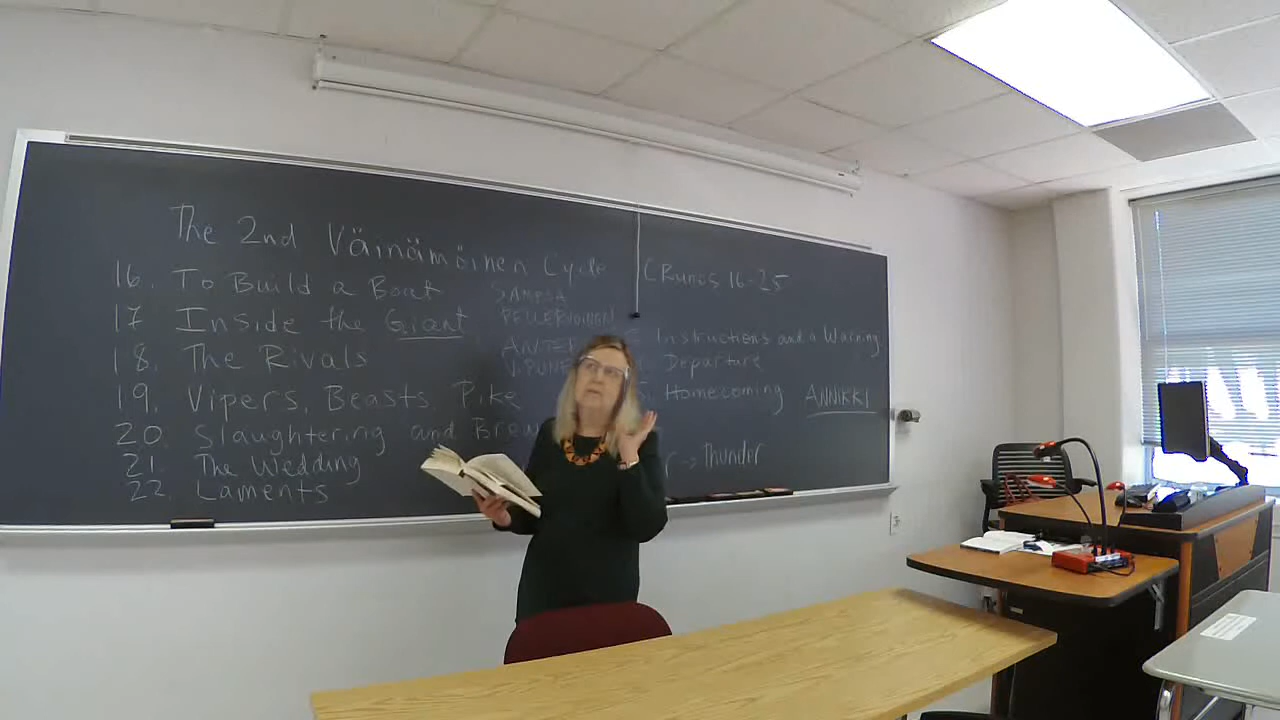 The 2nd Väinämöinen Cycle (Runos 16-25
16. To Build a Boat
SAMPSA
PELLERVOINEN
17 Inside the Giant
18. The Rivals
19. Vipers, Beasts Pike
20. Slaughtering and
21. The Wedding
22. Laments
Instructions and a Warning
Departure
Homecoming ANNIKKI
→ Thunder